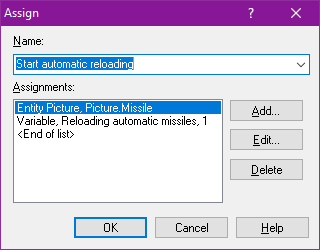 Assign
Name:
Start automatic reloading
Assignments:
Entity Picture, Picture.Missile
Variable, Reloading automatic missiles, 1
<End of list>
Add...
Edit...
Delete
OK
Cancel
Help